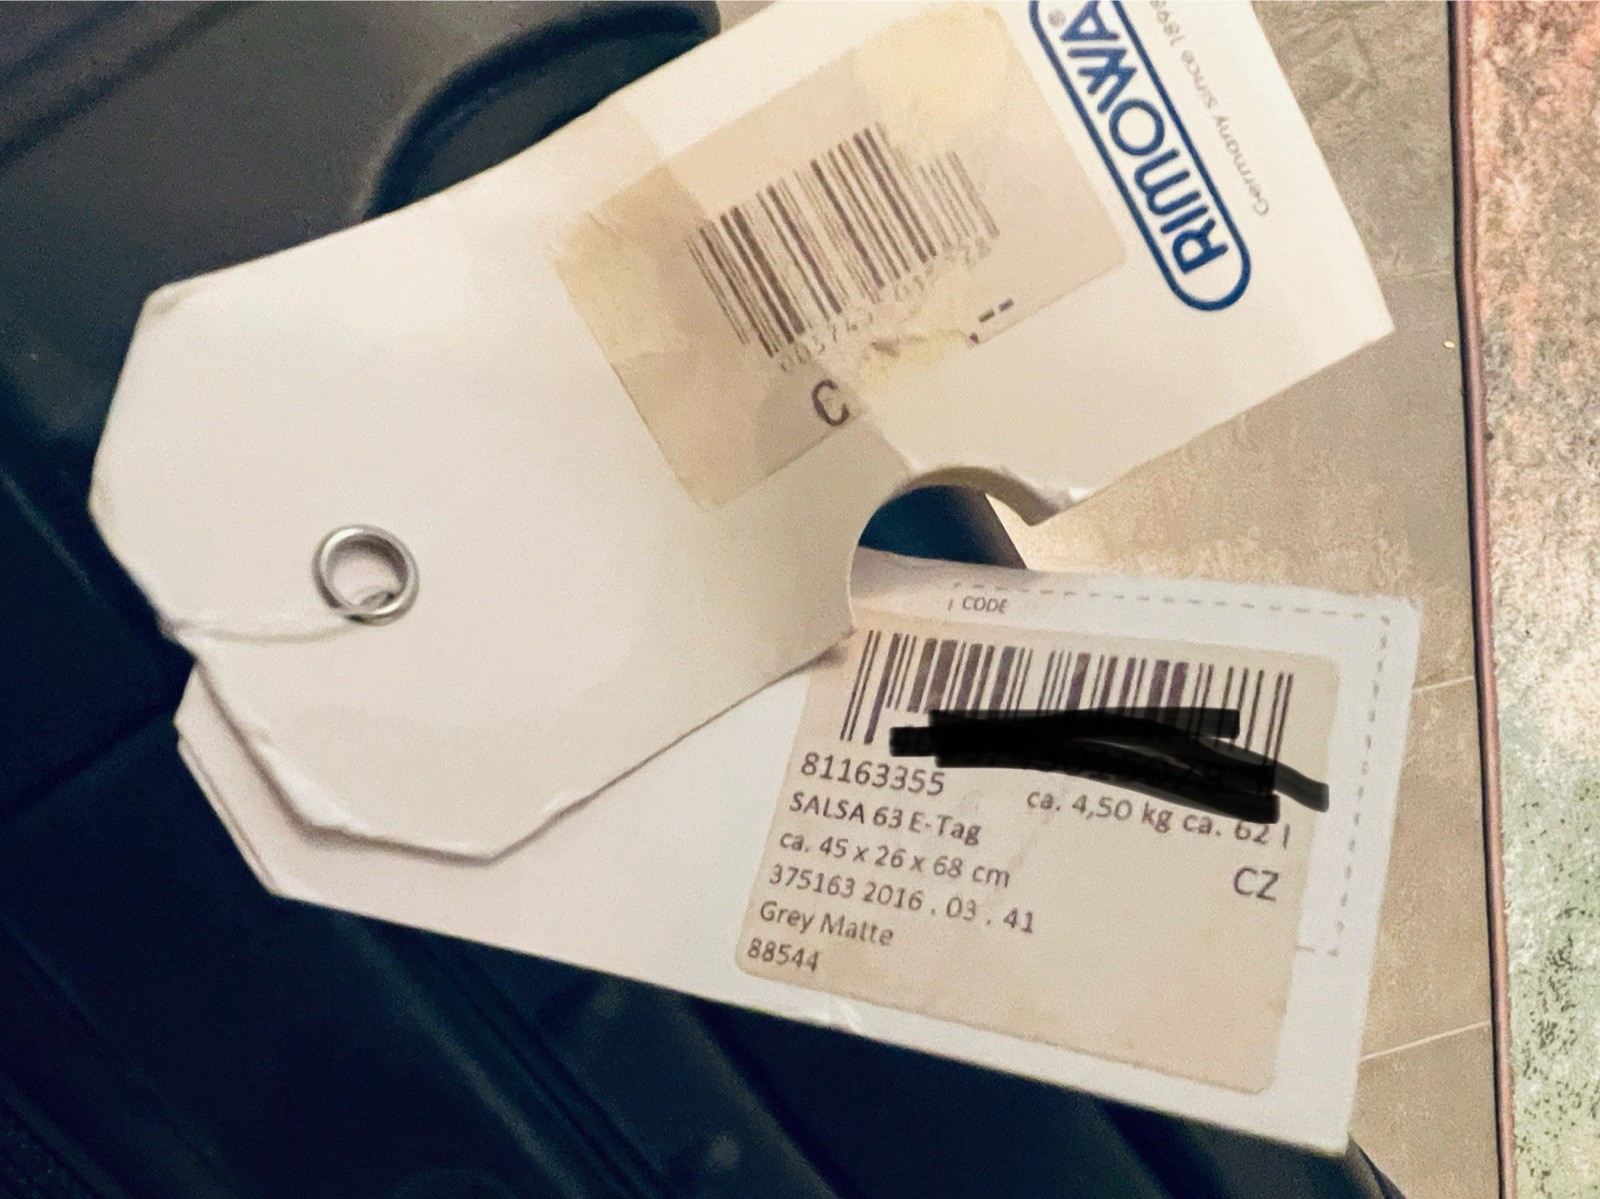 RIMOWA®
Germany since 1898
C
CODE
81163355
SALSA 63 E-Tag
ca. 4,50 kg ca. 62 l
ca. 45 x 26 x 68 cm
CZ
375163 2016 . 03 . 41
Grey Matte
88544